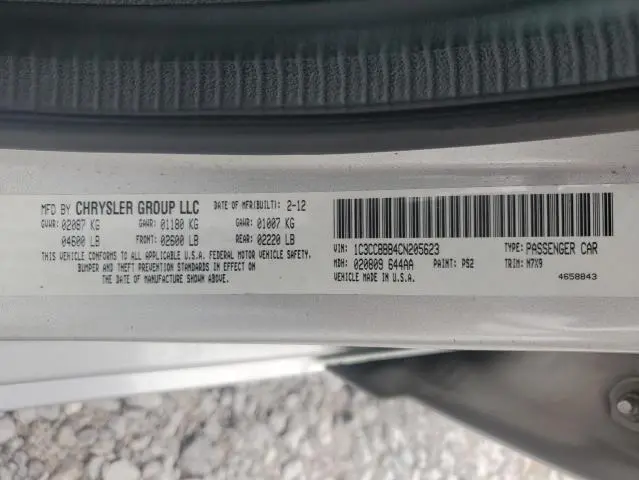 MFD BY CHRYSLER GROUP LLC DATE OF MFR(BUILT): 2-12
GVWR: 02087 KG GAWR: 01180 KG GAWR: 01007 KG
04600 LB FRONT: 02600 LB REAR: 02220 LB
THIS VEHICLE CONFORMS TO ALL APPLICABLE U.S.A. FEDERAL MOTOR VEHICLE SAFETY,
BUMPER AND THEFT PREVENTION STANDARDS IN EFFECT ON
THE DATE OF MANUFACTURE SHOWN ABOVE.
VIN: 1C3CCBBB4CN205623 TYPE: PASSENGER CAR
MDH: 020809 644AA PAINT: PS2 TRIM: M7X9
VEHICLE MADE IN U.S.A. 4658843